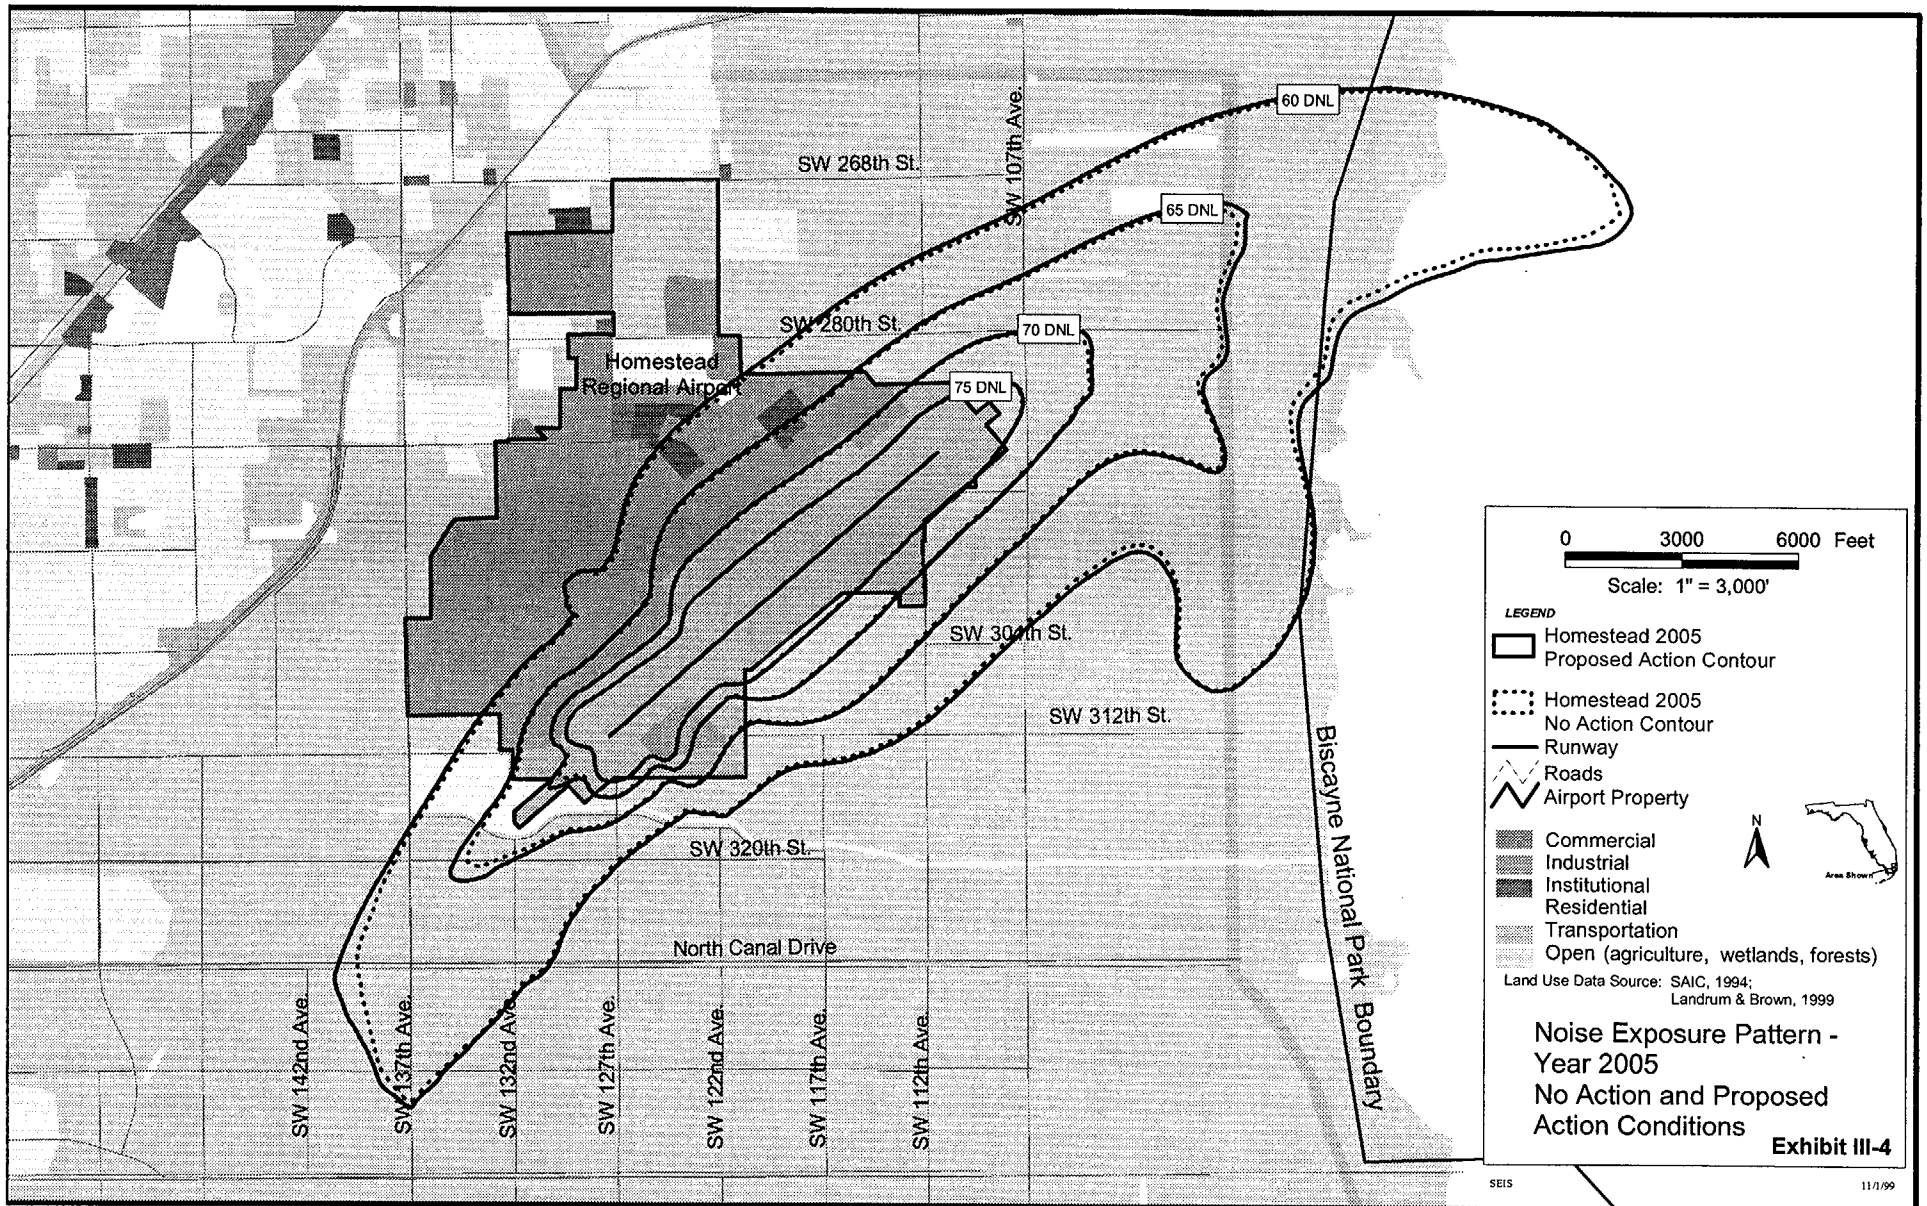 60 DNL
SW 107th Ave.
SW 268th St.
65 DNL
SW 280th St.
70 DNL
Homestead
Regional Airport
75 DNL
SW 304th St.
SW 312th St.
SW 320th St.
North Canal Drive
SW 142nd Ave.
SW 137th Ave.
SW 132nd Ave.
SW 127th Ave.
SW 122nd Ave.
SW 117th Ave.
SW 112th Ave.
Biscayne National Park Boundary
0 3000 6000 Feet
Scale: 1" = 3,000'
LEGEND
Homestead 2005
Proposed Action Contour
Homestead 2005
No Action Contour
Runway
Roads
Airport Property
N
Area Shown
Commercial
Industrial
Institutional
Residential
Transportation
Open (agriculture, wetlands, forests)
Land Use Data Source: SAIC, 1994;
Landrum & Brown, 1999
Noise Exposure Pattern -
Year 2005
No Action and Proposed
Action Conditions
Exhibit III-4
SEIS
11/1/99